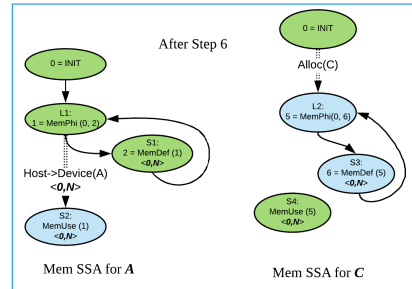 After Step 6
0 = INIT
L1:
1 = MemPhi (0, 2)
S1:
2 = MemDef (1)
<0,N>
Host->Device(A)
<0,N>
S2:
MemUse (1)
<0,N>
Mem SSA for A
0 = INIT
Alloc(C)
L2:
5 = MemPhi(0, 6)
S3:
6 = MemDef (5)
<0,N>
S4:
MemUse (5)
<0,N>
Mem SSA for C